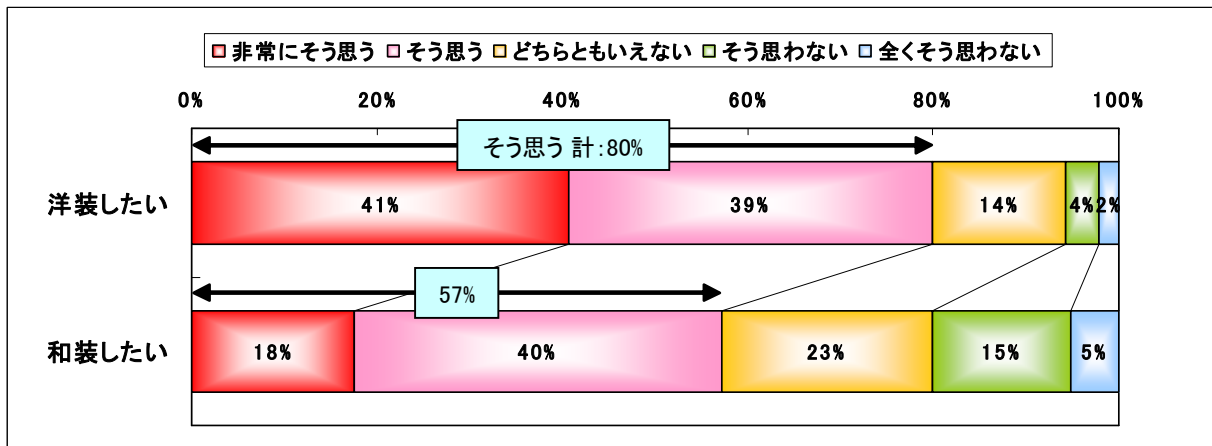 非常にそう思う そう思う どちらともいえない そう思わない 全くそう思わない
0% 20% 40% 60% 80% 100%
そう思う 計:80%
洋装したい 41% 39% 14% 4% 2%
57%
和装したい 18% 40% 23% 15% 5%